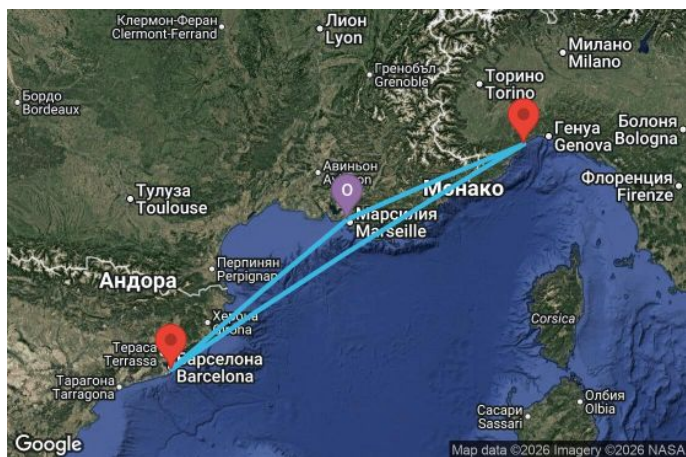 Клермон-Феран
Clermont-Ferrand
Лион
Lyon
Милано
Milano
Гренобъл
Grenoble
Торино
Torino
Бордо
Bordeaux
Генуа
Genova
Болоня
Bologna
Авиньон
Тулуза
Toulouse
O
Монако
Флоренция
Firenze
Марсилия
Marseille
Перпинян
Perpignan
Андора
Corsica
Тераса
Terrassa
Барселона
Barcelona
Тарагона
Tarragona
Олбия
Olbia
Сасари
Sassari
Google
Map data ©2026 Imagery ©2026 NASA